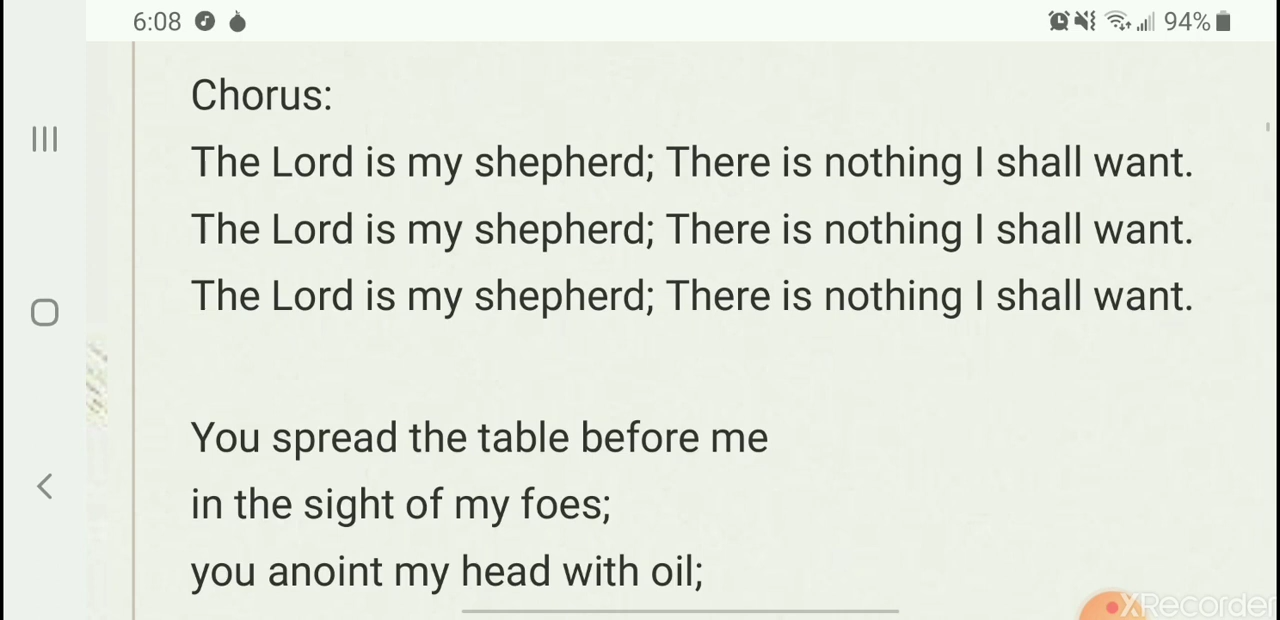 6:08 94%
Chorus:
The Lord is my shepherd; There is nothing I shall want.
The Lord is my shepherd; There is nothing I shall want.
The Lord is my shepherd; There is nothing I shall want.
You spread the table before me
in the sight of my foes;
you anoint my head with oil;
XRecorder